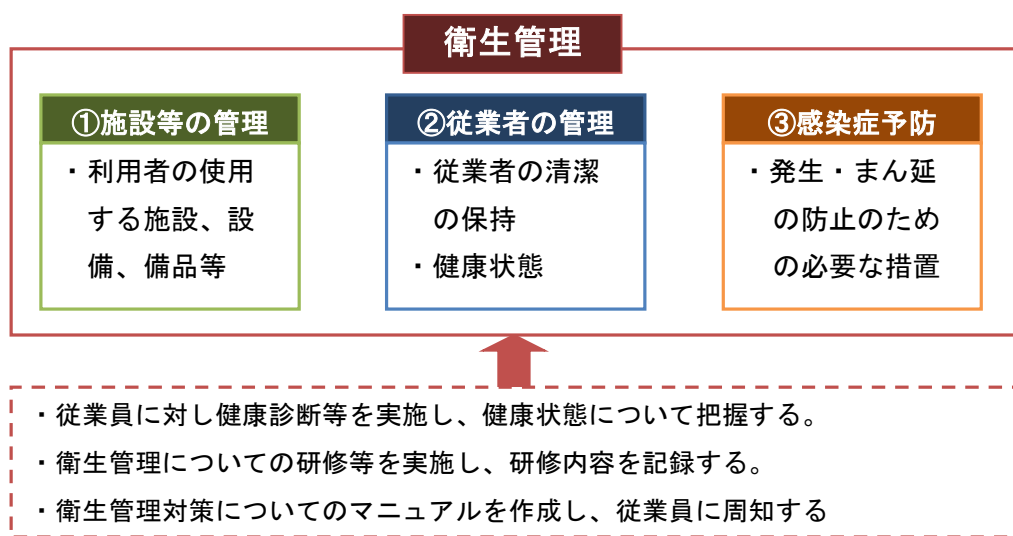 衛生管理
①施設等の管理
・利用者の使用
する施設、設
備、備品等
②従業者の管理
・従業者の清潔
の保持
・健康状態
③感染症予防
・発生・まん延
の防止のため
の必要な措置
・従業員に対し健康診断等を実施し、健康状態について把握する。
・衛生管理についての研修等を実施し、研修内容を記録する。
・衛生管理対策についてのマニュアルを作成し、従業員に周知する